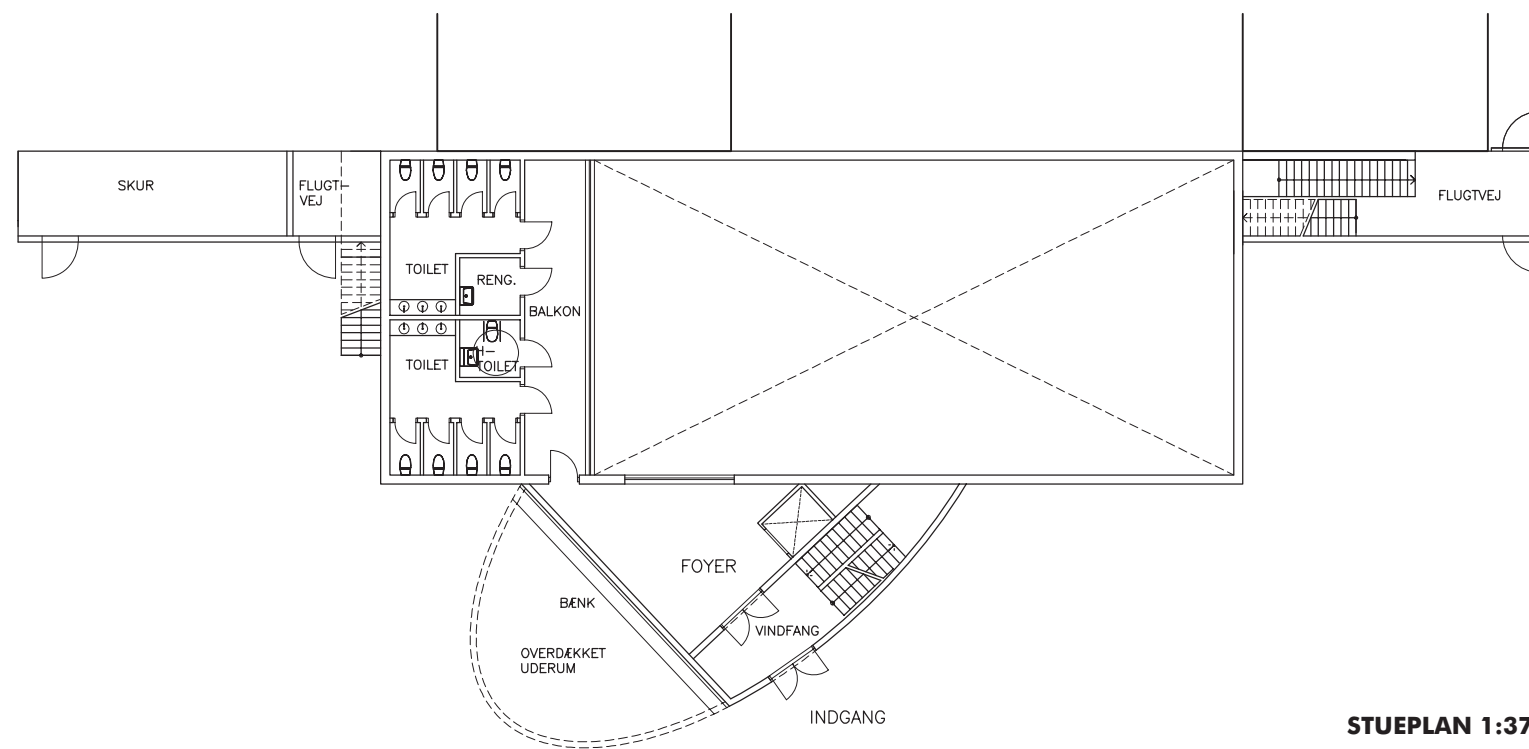 SKUR
FLUGT-
VEJ
FLUGTVEJ
TOILET
RENG.
BALKON
TOILET
TOILET
FOYER
BÆNK
VINDFANG
OVERDÆKKET
UDERUM
INDGANG
STUEPLAN 1:37